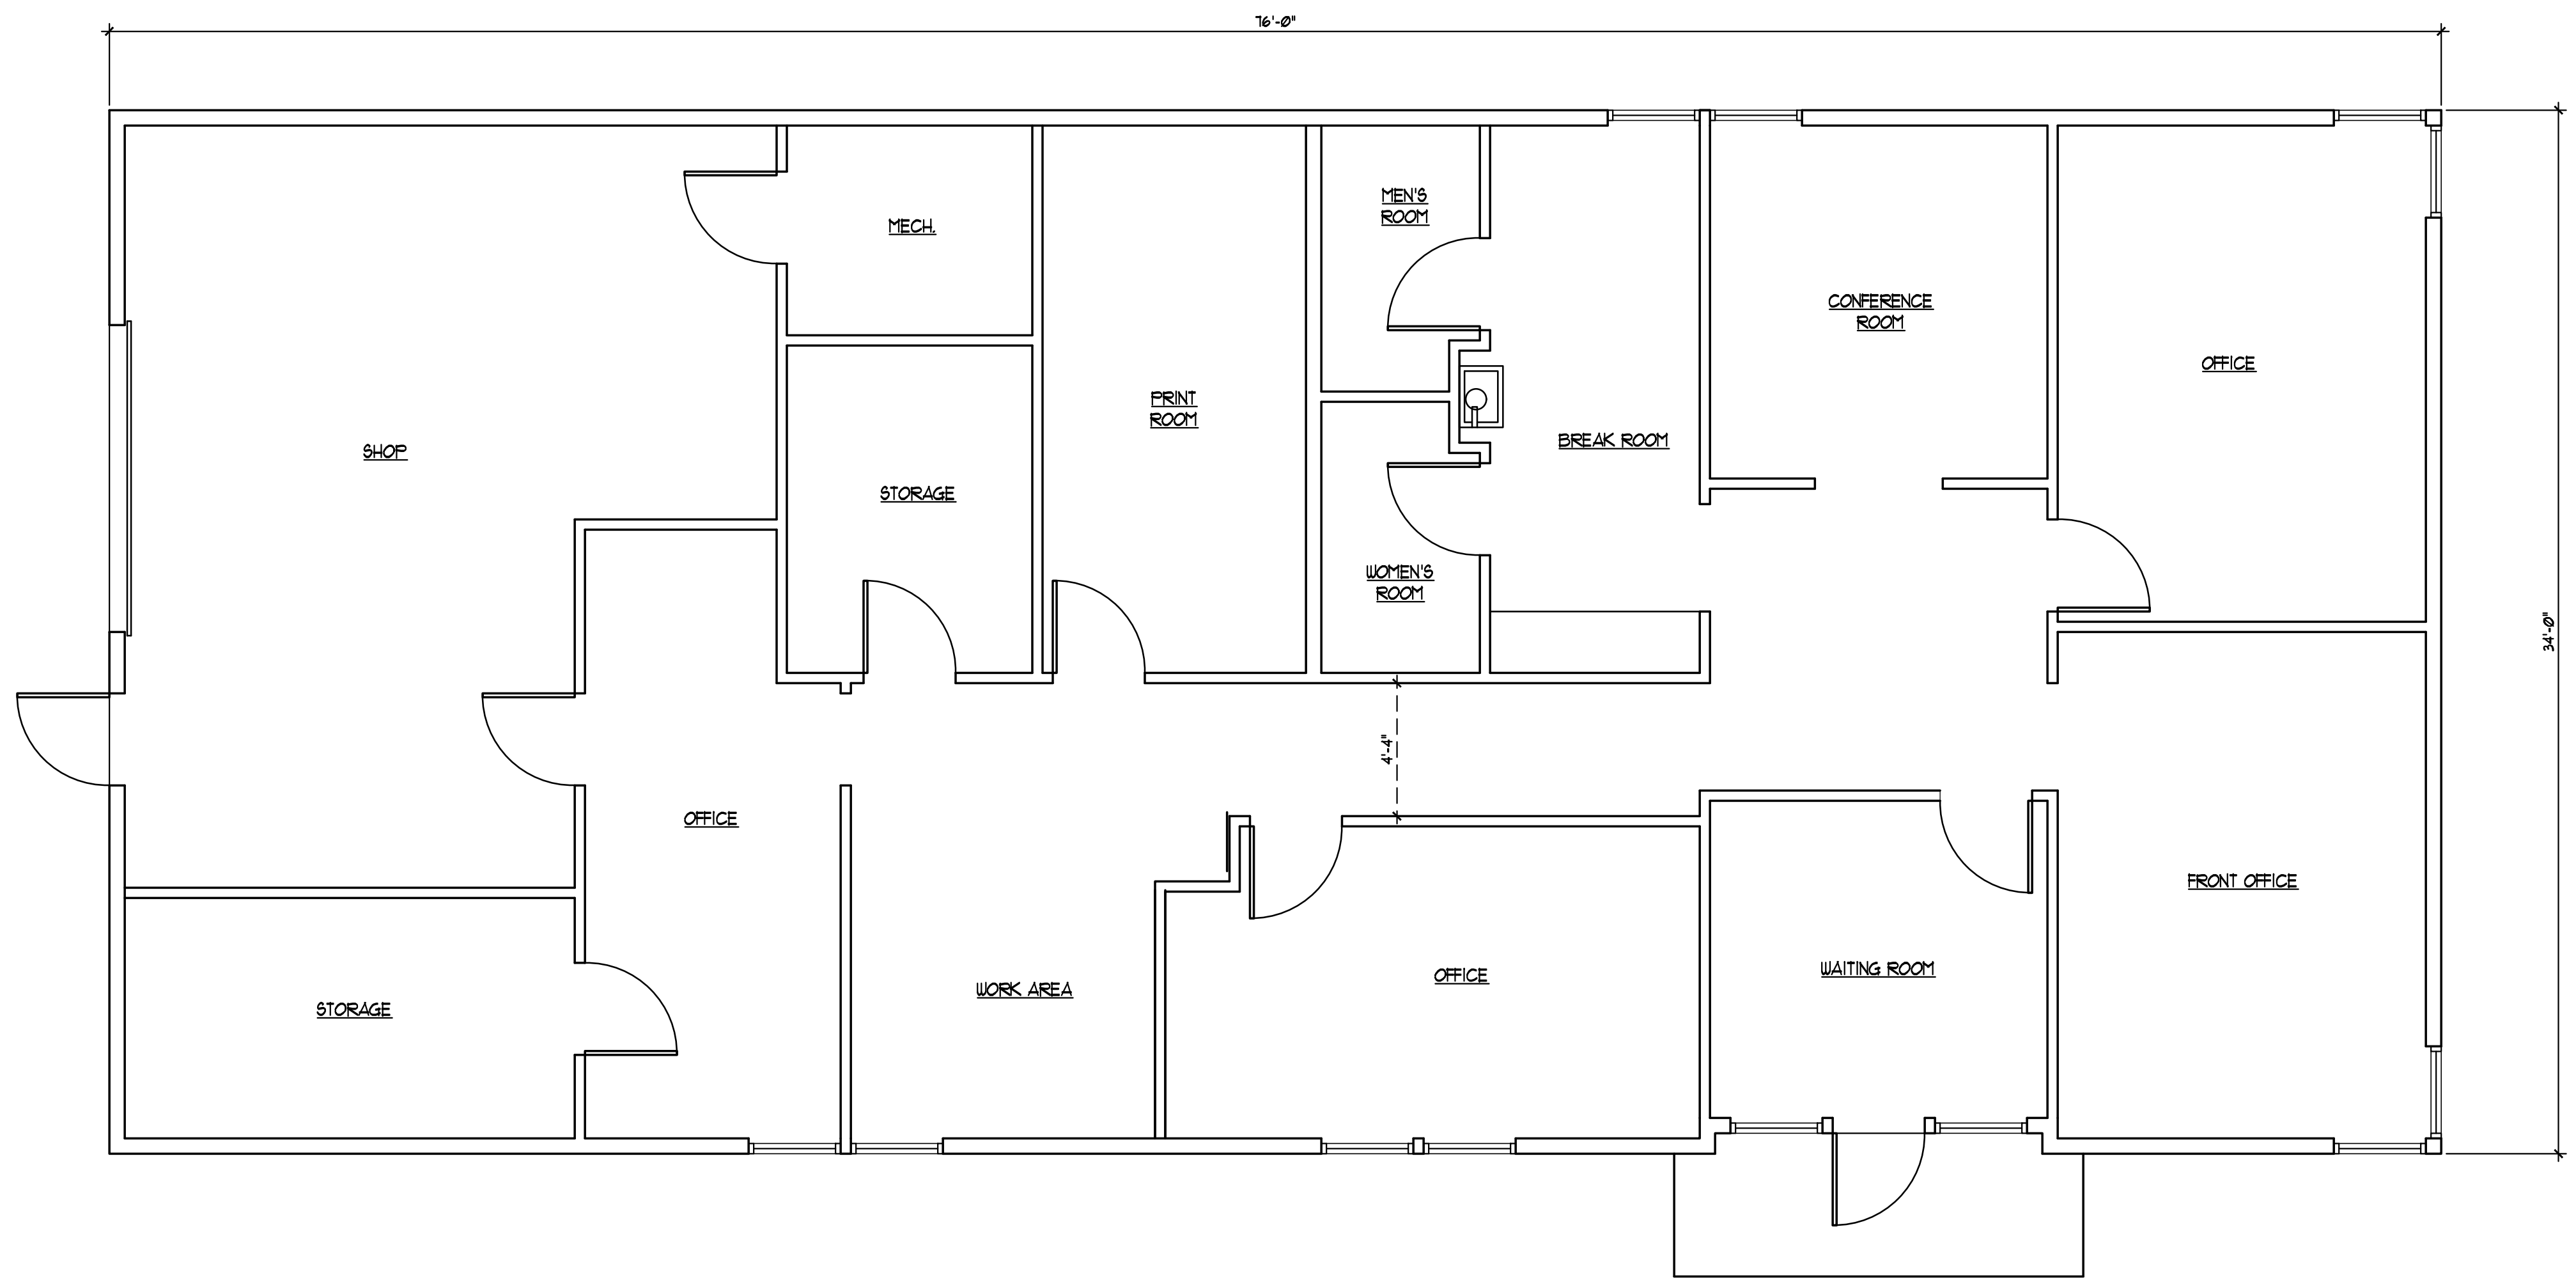 76'-0"
MEN'S
ROOM
MECH.
CONFERENCE
ROOM
OFFICE
PRINT
ROOM
BREAK ROOM
SHOP
STORAGE
WOMEN'S
ROOM
34'-0"
4'-4"
OFFICE
FRONT OFFICE
WAITING ROOM
OFFICE
WORK AREA
STORAGE